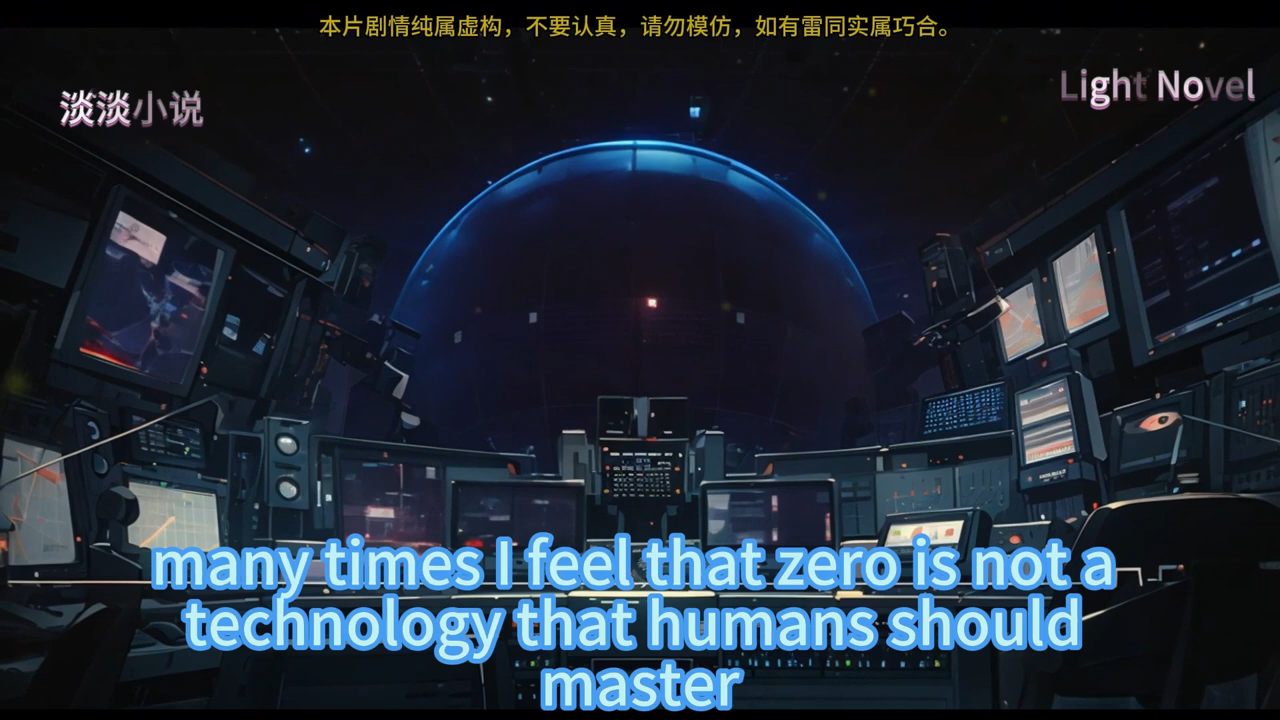 本片剧情纯属虚构，不要认真，请勿模仿，如有雷同实属巧合。
淡淡小说
Light Novel
many times I feel that zero is not a
technology that humans should
master